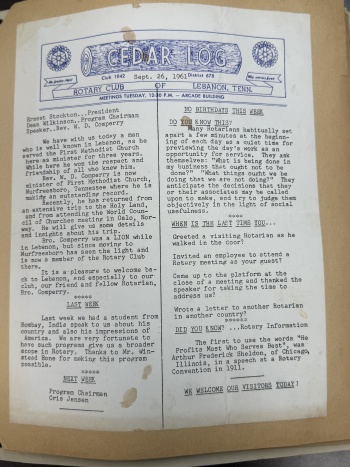 CEDAR LOG
Club 1042 Sept. 26, 1961 District 678
ROTARY CLUB OF LEBANON, TENN.
MEETINGS TUESDAY, 12:30 P.M. — ARCADE BUILDING
Ernest Stockton...President
Dean Wilkinson...Program Chairman
Speaker..Rev. W. D. Comperry
We have with us today a man
who is well known in Lebanon, as he
served the First Methodist Church
here as minister for three years.
While here he won the respect and
friendship of all who know him.
Rev. W. D. Comperry is now
minister of First Methodist Church,
Murfreesboro, Tennessee where he is
making an outstanding record.
Recently, he has returned from
an extensive trip to the Holy Land,
and from attending the World Coun-
cil of Churches meeting in Oslo, Nor-
way. He will give us some details
and insights about his trip.
Bro. Comperry was a LION while
in Lebanon, but since moving to
Murfreesboro has seen the light and
is now a member of the Rotary Club
there.
It is a pleasure to welcome ba-
ck to Lebanon, and especially to our
club, our friend and fellow Rotarian,
Bro. Comperry.
*****
LAST WEEK
Last week we had a student from
Bombay, India speak to us about his
country and also his impressions of
America. We are very fortunate to
have such programs give us a broader
scope in Rotary. Thanks to Mr. Win-
stead Bone for making this program
possible.
*****
NEXT WEEK
Program Chairman
Cris Jensen
NO BIRTHDAYS THIS WEEK
DO YOU KNOW THIS?
Many Rotarians habitually set
apart a few minutes at the beginn-
ing of each day as a quiet time for
previewing the day's work as an
opportunity for service. They ask
themselves: "What is being done in
my business that ought not to be
done?" "What things ought we be
doing that we are not doing?" They
anticipate the decisions that they
or their associates may be called
upon to make, and try to judge them
objectively in the light of social
usefulness.
****
WHEN IS THE LAST TIME YOU...
Greeted a visiting Rotarian as he
walked in the door?
Invited an employee to attend a
Rotary meeting as your guest?
Came up to the platform at the
close of a meeting and thanked the
speaker for taking the time to
address us?
Wrote a letter to another Rotarian
in another country?
*****
DID YOU KNOW? ...Rotary Information
The first to use the words "He
Profits Most Who Serves Best", was
Arthur Frederick Sheldon, of Chicago,
Illinois, in a speech at a Rotary
Convention in 1911.
WE WELCOME OUR VISITORS TODAY!